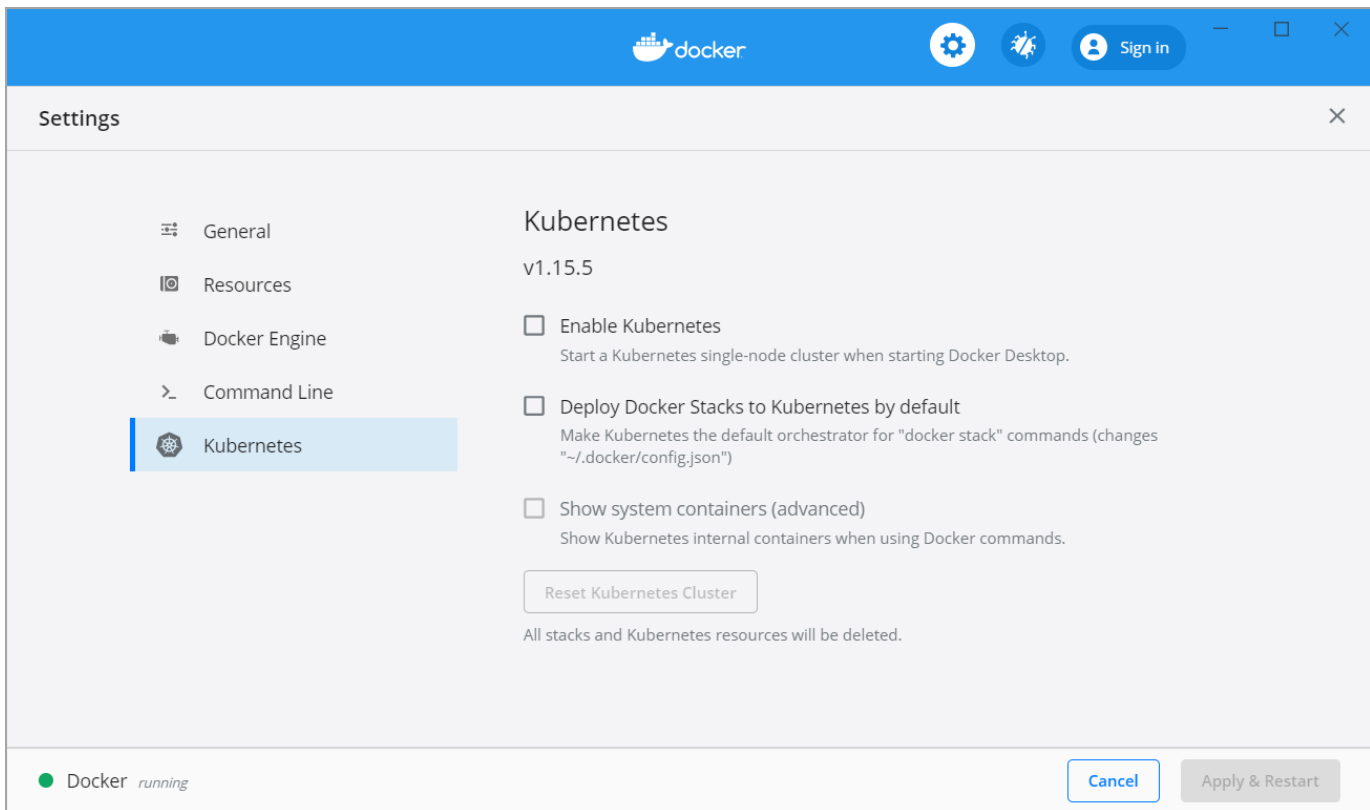 docker
Sign in
Settings
General
Resources
Docker Engine
Command Line
Kubernetes
Kubernetes
v1.15.5
Enable Kubernetes
Start a Kubernetes single-node cluster when starting Docker Desktop.
Deploy Docker Stacks to Kubernetes by default
Make Kubernetes the default orchestrator for "docker stack" commands (changes
"~/.docker/config.json")
Show system containers (advanced)
Show Kubernetes internal containers when using Docker commands.
Reset Kubernetes Cluster
All stacks and Kubernetes resources will be deleted.
Docker running
Cancel
Apply & Restart